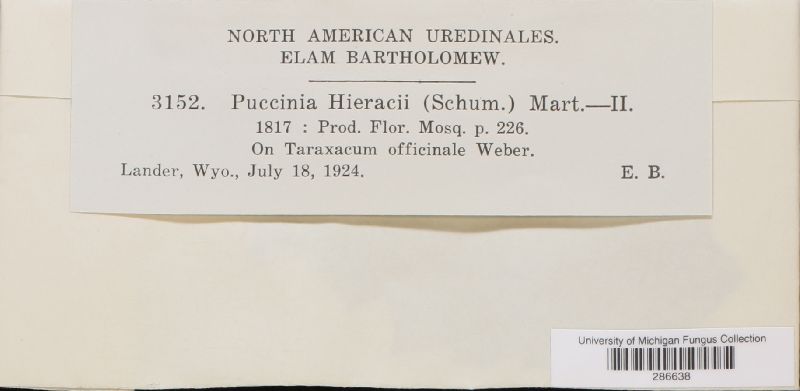 NORTH AMERICAN UREDINALES.
ELAM BARTHOLOMEW.
3152. Puccinia Hieracii (Schum.) Mart.—II.
1817 : Prod. Flor. Mosq. p. 226.
On Taraxacum officinale Weber.
Lander, Wyo., July 18, 1924. E. B.
University of Michigan Fungus Collection
286638